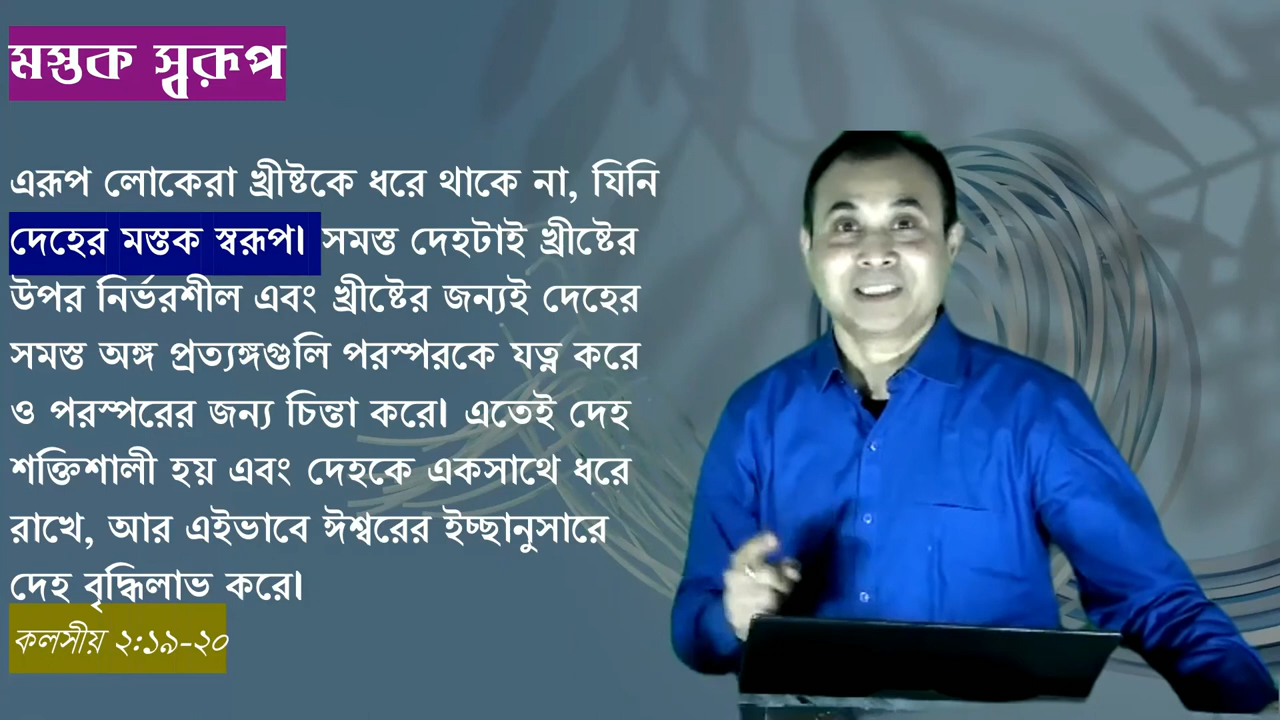 মস্তক স্বরূপ
এরূপ লোকেরা খ্রীষ্টকে ধরে থাকে না, যিনি
দেহের মস্তক স্বরূপ। সমস্ত দেহটাই খ্রীষ্টের
উপর নির্ভরশীল এবং খ্রীষ্টের জন্যই দেহের
সমস্ত অঙ্গ প্রত্যঙ্গগুলি পরস্পরকে যত্ন করে
ও পরস্পরের জন্য চিন্তা করে। এতেই দেহ
শক্তিশালী হয় এবং দেহকে একসাথে ধরে
রাখে, আর এইভাবে ঈশ্বরের ইচ্ছানুসারে
দেহ বৃদ্ধিলাভ করে।
কলসীয় ২:১৯-২০